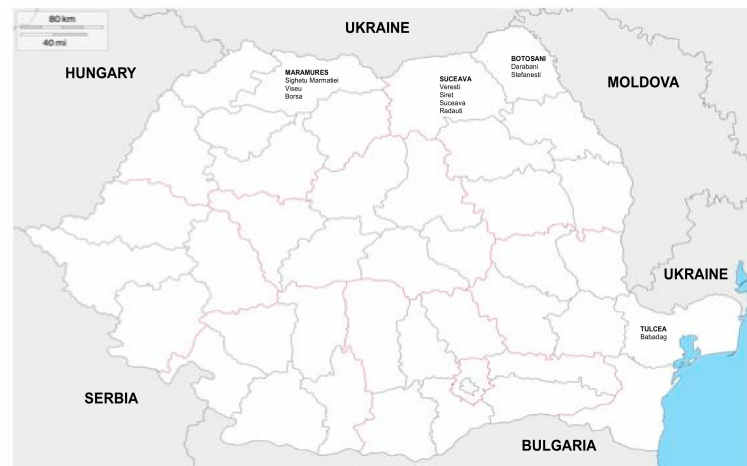 80 km
40 mi
UKRAINE
HUNGARY
MOLDOVA
MARAMURES
Sighetu Marmatiei
Viseu
Borsa
SUCEAVA
Veresti
Siret
Suceava
Radauti
BOTOSANI
Darabani
Stefanesti
UKRAINE
TULCEA
Babadag
SERBIA
BULGARIA